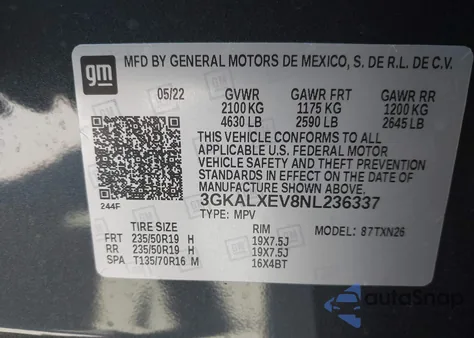 gm
MFD BY GENERAL MOTORS DE MEXICO, S. DE R.L. DE C.V.
05/22 GVWR GAWR FRT GAWR RR
2100 KG 1175 KG 1200 KG
4630 LB 2590 LB 2645 LB
THIS VEHICLE CONFORMS TO ALL
APPLICABLE U.S. FEDERAL MOTOR
VEHICLE SAFETY AND THEFT PREVENTION
STANDARDS IN EFFECT ON THE DATE OF
MANUFACTURE SHOWN ABOVE.
244F
3GKALXEV8NL236337
TYPE: MPV
TIRE SIZE RIM MODEL: 87TXN26
FRT 235/50R19 H 19X7.5J
RR 235/50R19 H 19X7.5J
SPA T135/70R16 M 16X4BT
AutoSnap